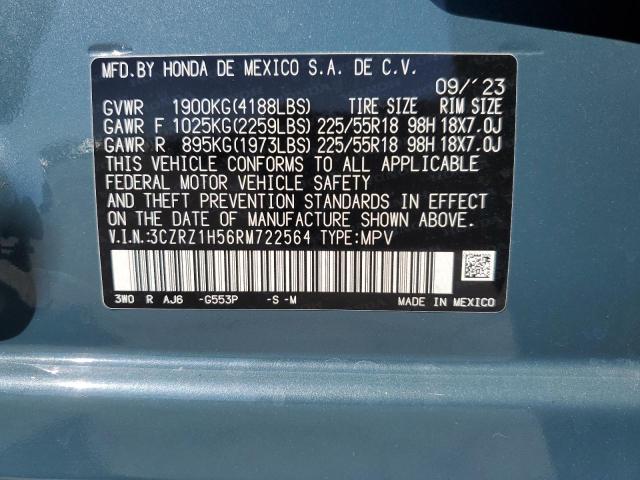 MFD.BY HONDA DE MEXICO S.A. DE C.V.
09/'23
GVWR 1900KG(4188LBS) TIRE SIZE RIM SIZE
GAWR F 1025KG(2259LBS) 225/55R18 98H 18X7.0J
GAWR R 895KG(1973LBS) 225/55R18 98H 18X7.0J
THIS VEHICLE CONFORMS TO ALL APPLICABLE
FEDERAL MOTOR VEHICLE SAFETY
AND THEFT PREVENTION STANDARDS IN EFFECT
ON THE DATE OF MANUFACTURE SHOWN ABOVE.
V.I.N.:3CZRZ1H56RM722564 TYPE:MPV
3W0 R AJ6 -G553P -S -M MADE IN MEXICO